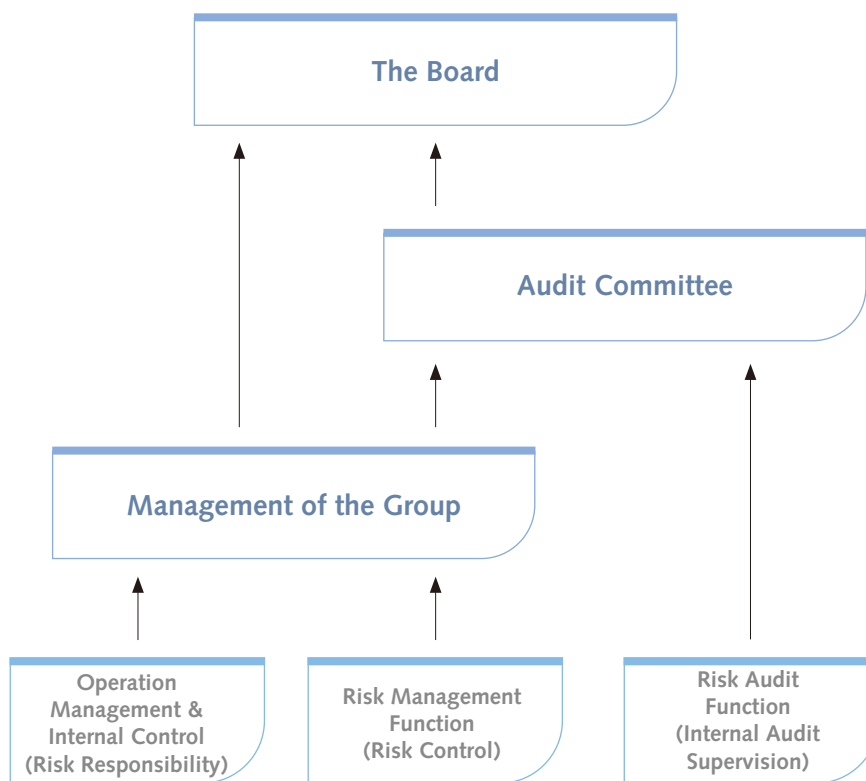 The Board
Audit Committee
Management of the Group
Operation
Management &
Internal Control
(Risk Responsibility)
Risk Management
Function
(Risk Control)
Risk Audit
Function
(Internal Audit
Supervision)